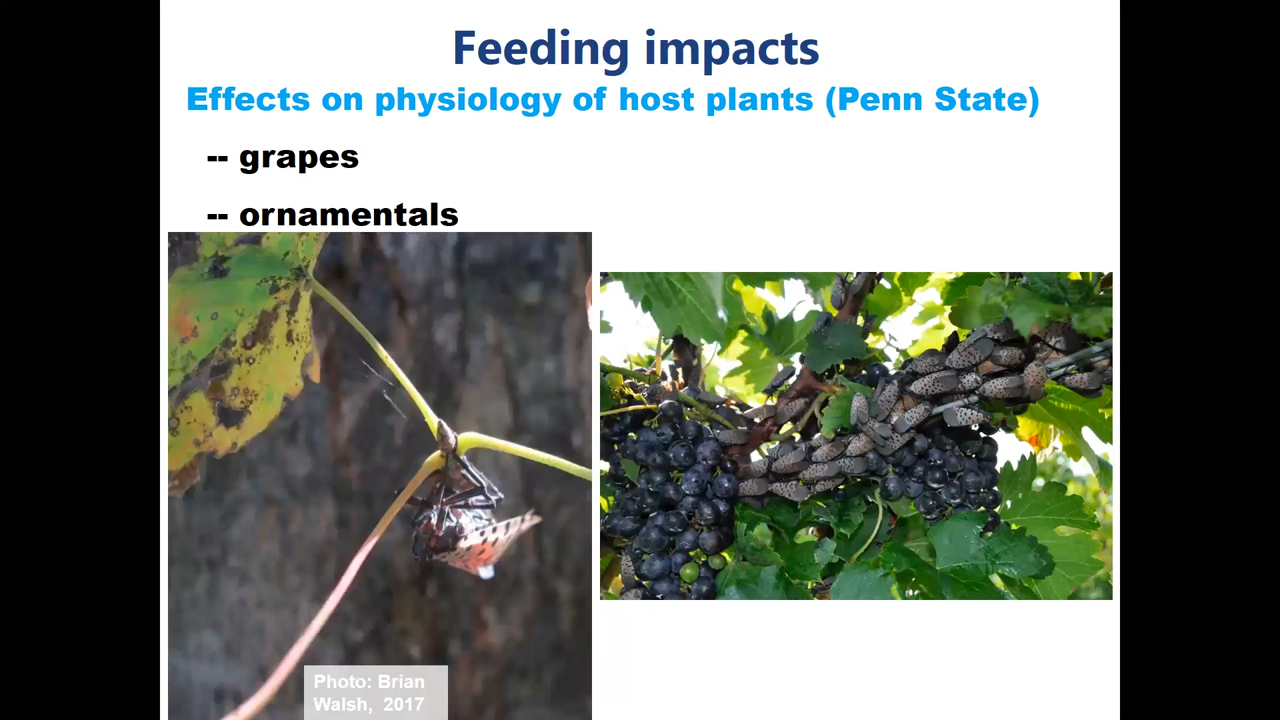 Feeding impacts
Effects on physiology of host plants (Penn State)
-- grapes
-- ornamentals
Photo: Brian
Walsh, 2017